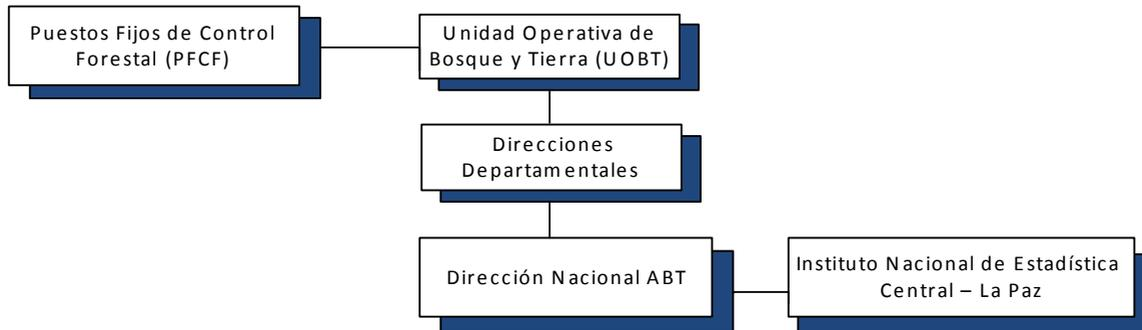 Puestos Fijos de Control
Forestal (PFCF)
Unidad Operativa de
Bosque y Tierra (UOBT)
Direcciones
Departamentales
Dirección Nacional ABT
Instituto Nacional de Estadística
Central – La Paz